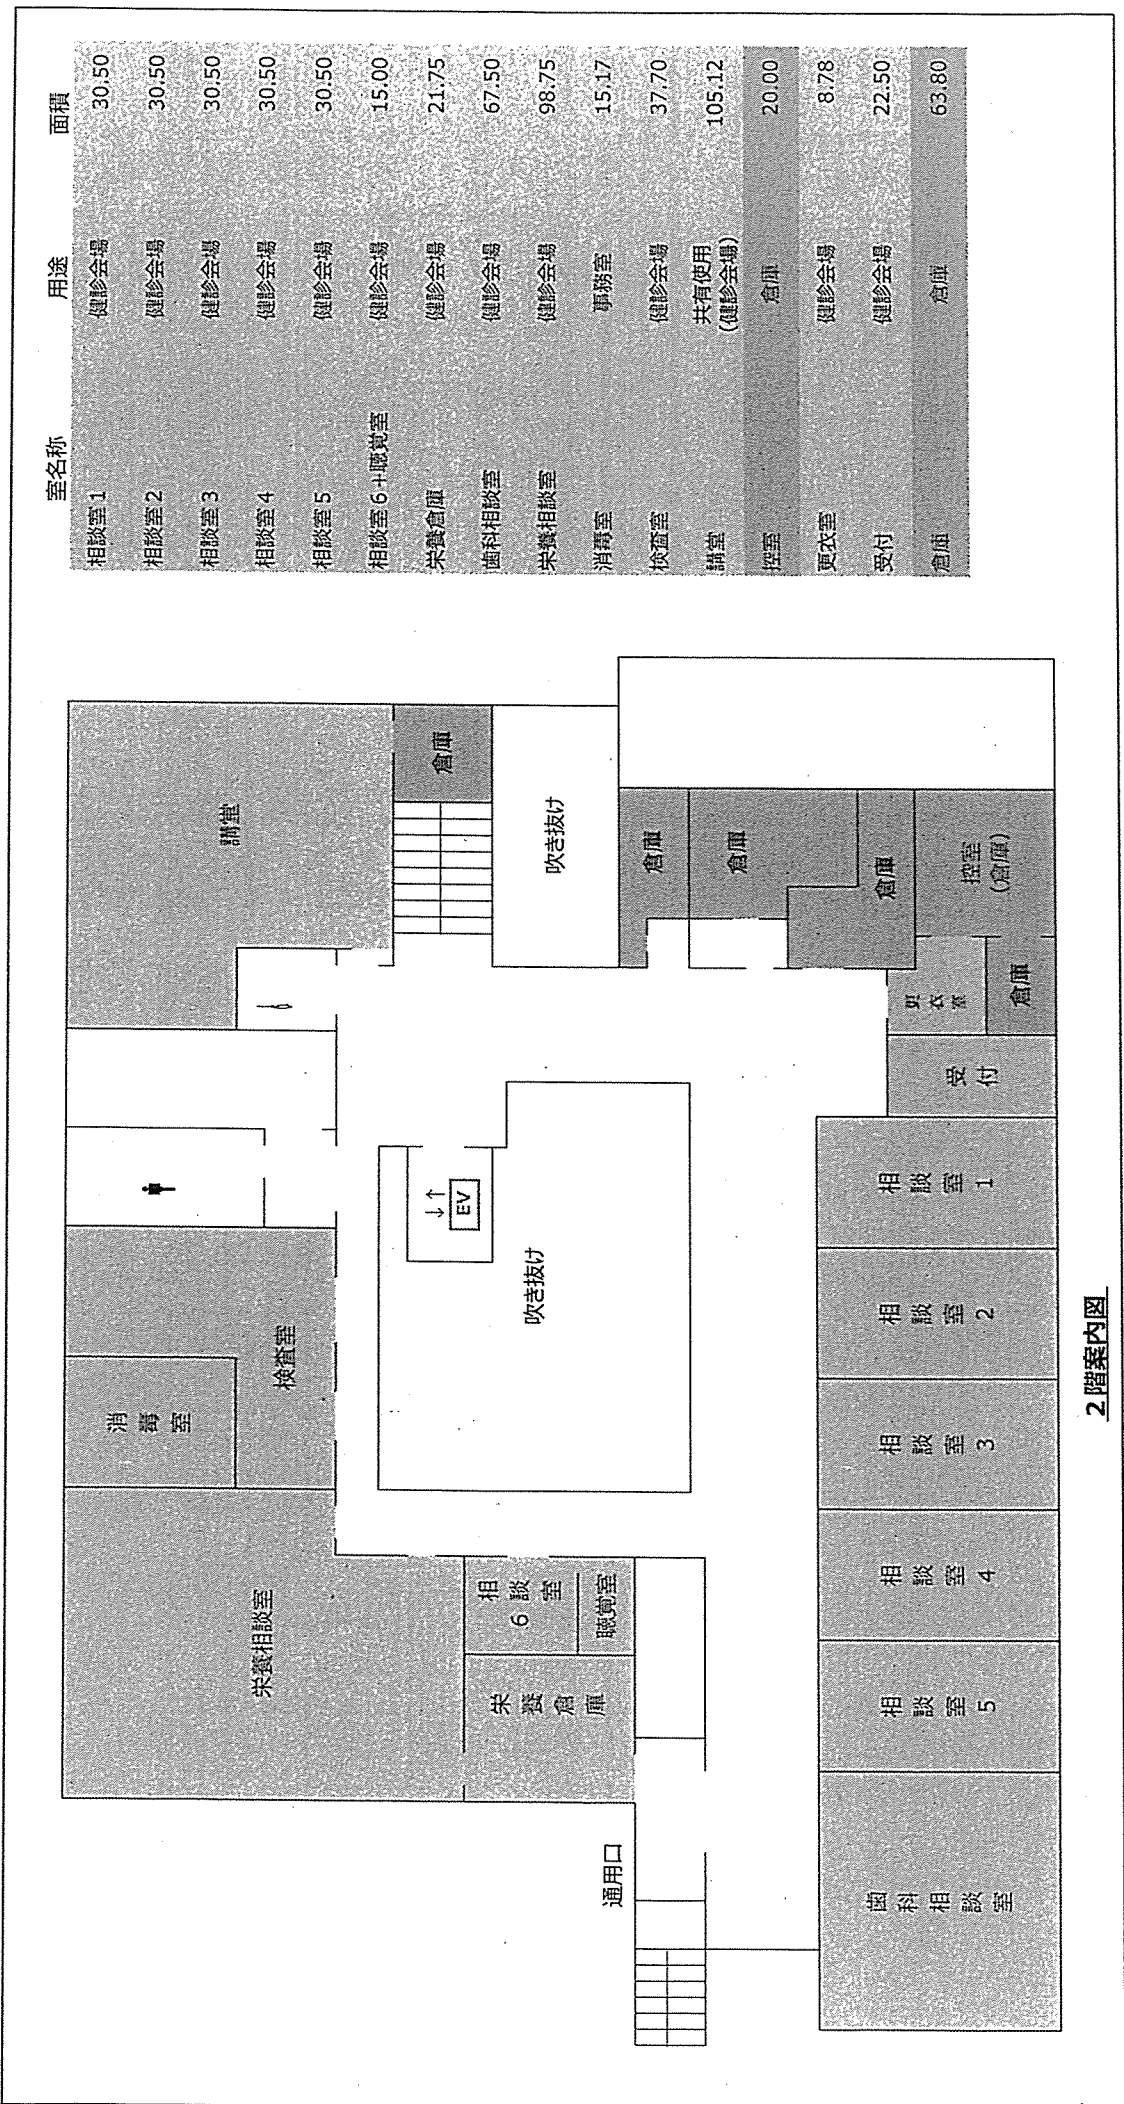 室名称 用途 面積
相談室1 健診会場 30.50
相談室2 健診会場 30.50
相談室3 健診会場 30.50
相談室4 健診会場 30.50
相談室5 健診会場 30.50
相談室6+聴覚室 健診会場 15.00
栄養倉庫 健診会場 21.75
歯科相談室 健診会場 67.50
栄養相談室 健診会場 98.75
消毒室 事務室 15.17
検査室 健診会場 37.70
講堂 共有使用
(健診会場) 105.12
控室 倉庫 20.00
更衣室 健診会場 8.78
受付 健診会場 22.50
倉庫 倉庫 63.80
栄養相談室
消毒室
検査室
講堂
倉庫
吹き抜け
EV
吹き抜け
相談室
6
聴覚室
栄養倉庫
通用口
倉庫
倉庫
倉庫
控室
(倉庫)
更衣室
倉庫
受付
相談室
1
相談室
2
相談室
3
相談室
4
相談室
5
歯科相談室
2階案内図